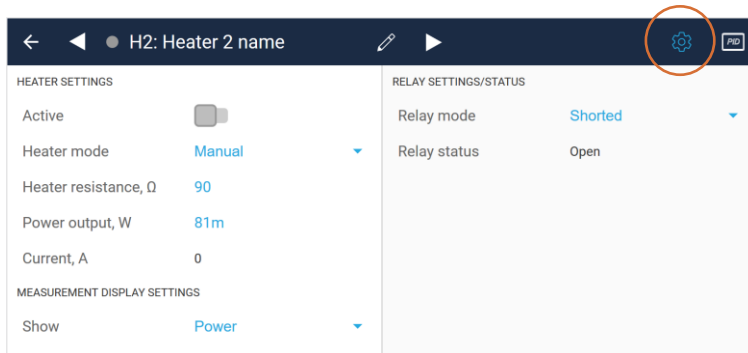 H2: Heater 2 name
PID
HEATER SETTINGS
Active
Heater mode Manual
Heater resistance, Ω 90
Power output, W 81m
Current, A 0
MEASUREMENT DISPLAY SETTINGS
Show Power
RELAY SETTINGS/STATUS
Relay mode Shorted
Relay status Open